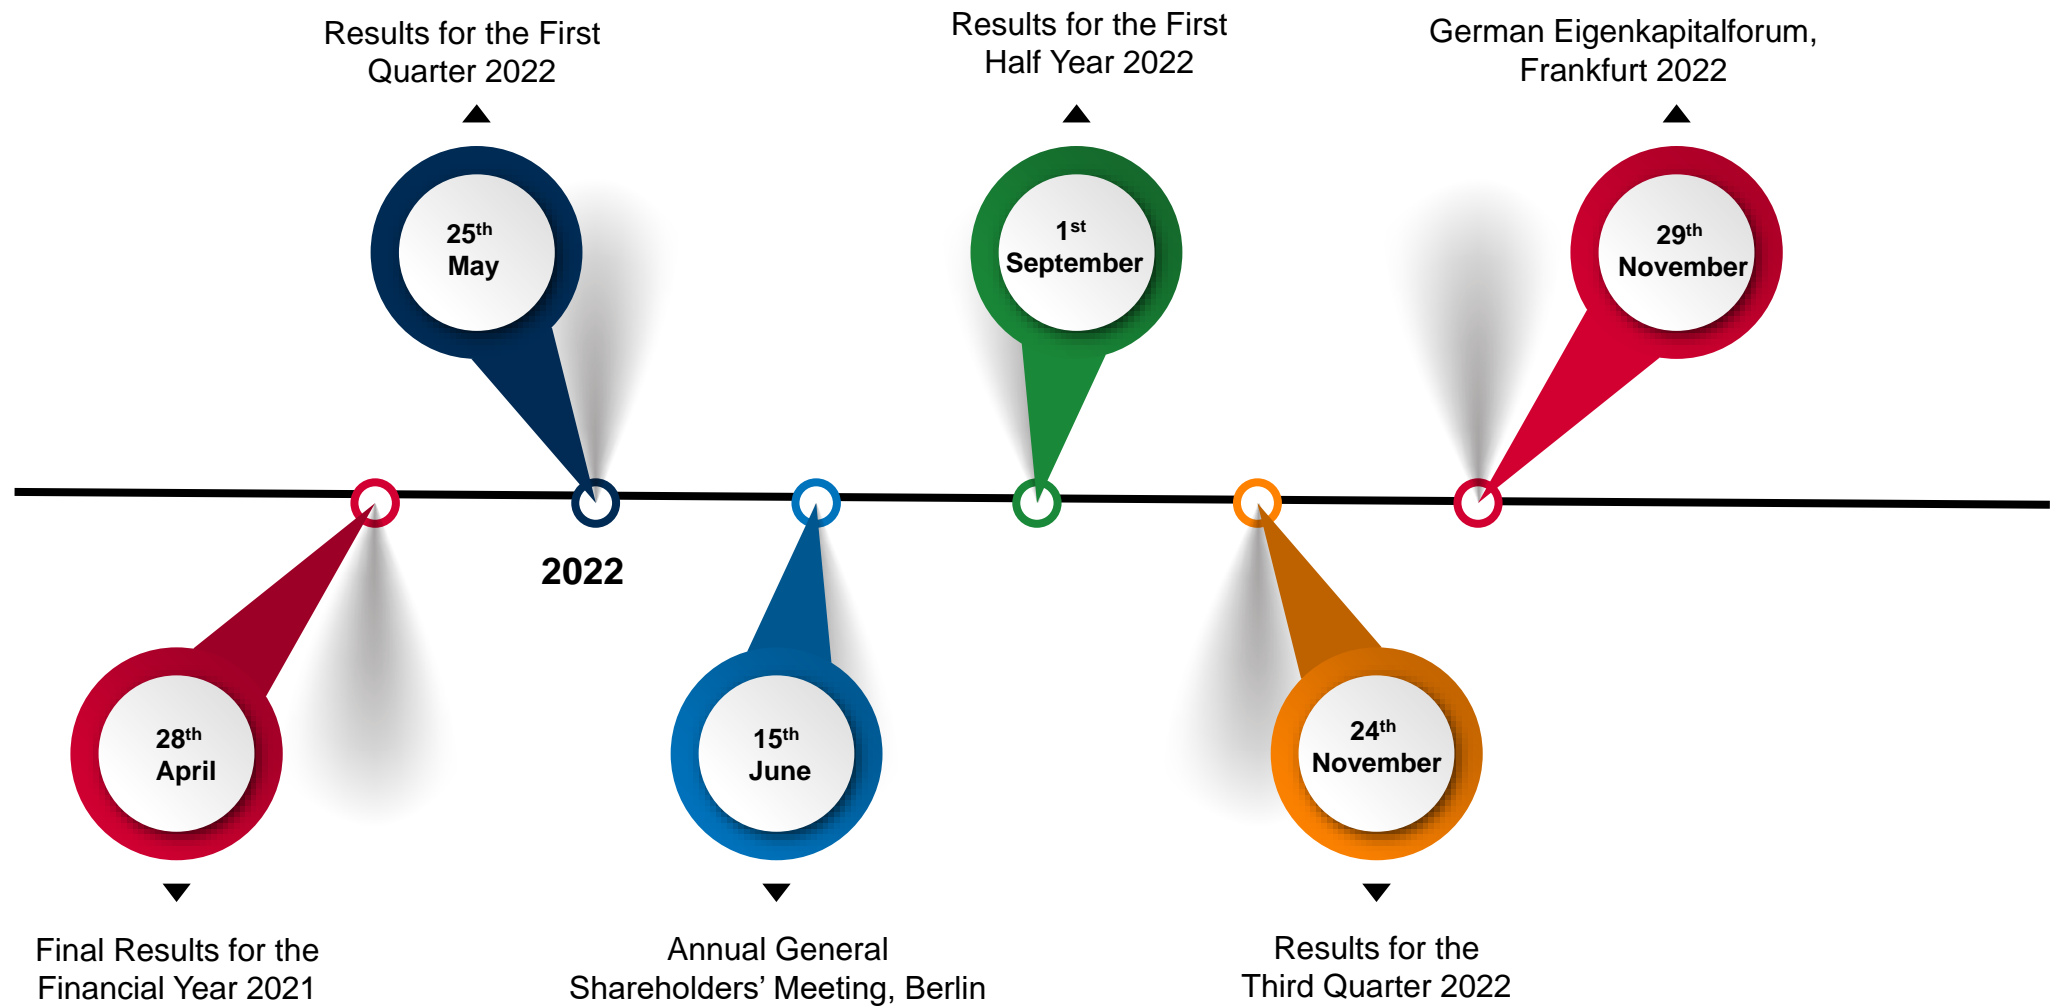 Results for the First
Quarter 2022
Results for the First
Half Year 2022
German Eigenkapitalforum,
Frankfurt 2022
25th
May
1st
September
29th
November
2022
28th
April
15th
June
24th
November
Final Results for the
Financial Year 2021
Annual General
Shareholders’ Meeting, Berlin
Results for the
Third Quarter 2022